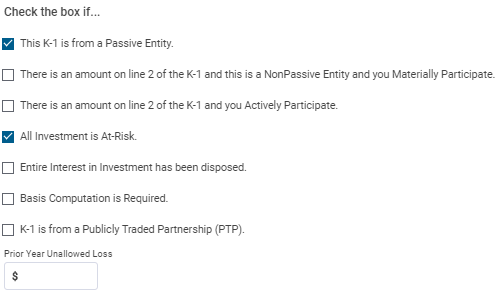 Check the box if...
This K-1 is from a Passive Entity.
There is an amount on line 2 of the K-1 and this is a NonPassive Entity and you Materially Participate.
There is an amount on line 2 of the K-1 and you Actively Participate.
All Investment is At-Risk.
Entire Interest in Investment has been disposed.
Basis Computation is Required.
K-1 is from a Publicly Traded Partnership (PTP).
Prior Year Unallowed Loss
$